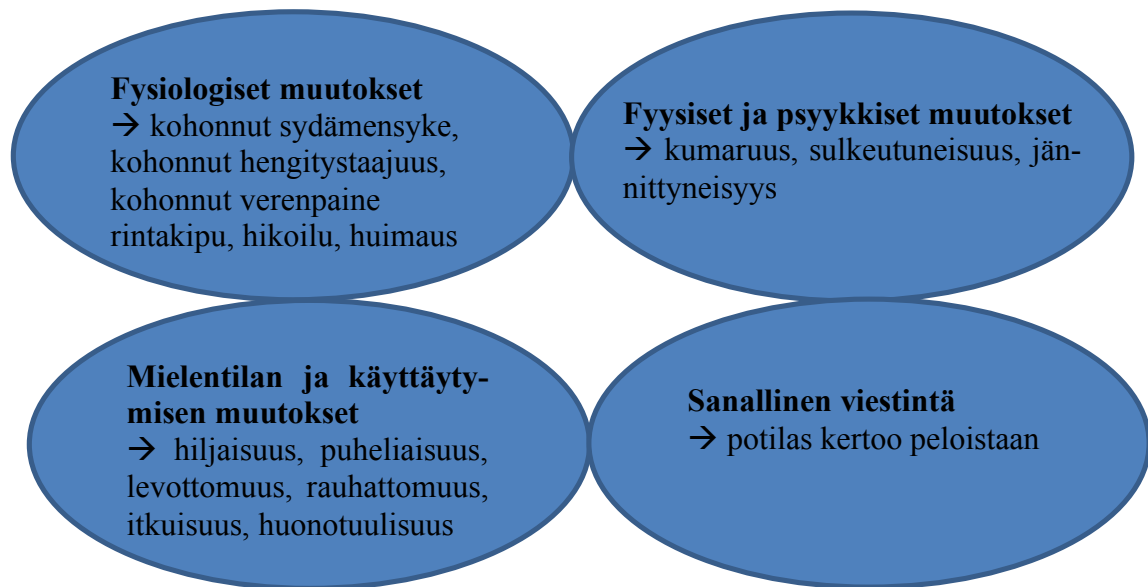 Fysiologiset muutokset
→ kohonnut sydämensyke,
kohonnut hengitystaajuus,
kohonnut verenpaine
rintakipu, hikoilu, huimaus
Fyysiset ja psyykkiset muutokset
→ kumaruus, sulkeutuneisuus, jän-
nittyneisyys
Mielentilan ja käyttäyty-
misen muutokset
→ hiljaisuus, puheliaisuus,
levottomuus, rauhattomuus,
itkuisuus, huonotuulisuus
Sanallinen viestintä
→ potilas kertoo peloistaan